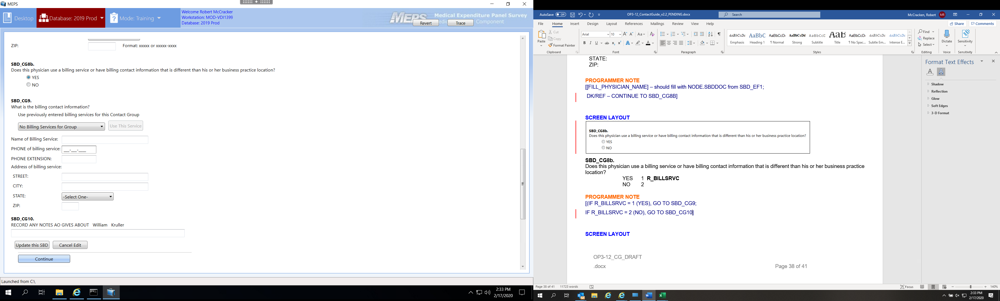 MEPS
Desktop
Database: 2019 Prod
Mode: Training
Welcome Robert McCracker
Workstation: MOD-VDI1399
Database: 2019 Prod
MEPS
Medical Expenditure Panel Survey
Component
Revert
Trace
ZIP:
Format: xxxxx or xxxxx-xxxx
SBD_CG8b.
Does this physician use a billing service or have billing contact information that is different than his or her business practice location?
YES
NO
SBD_CG9.
What is the billing contact information?
Use previously entered billing services for this Contact Group
No Billing Services for Group
Use This Service
Name of Billing Service:
PHONE of billing service:
___-___-____
PHONE EXTENSION:
Address of billing service:
STREET:
CITY:
STATE:
-Select One-
ZIP:
SBD_CG10.
RECORD ANY NOTES AO GIVES ABOUT William Kruller
Update this SBD
Cancel Edit
Continue
Launched from C:\
2:33 PM
2/17/2020
AutoSave Off
OP3-12_ContactGuide_v2.2_PENDING.docx
Search
McCracken, Robert
MR
File Home Insert Design Layout References Mailings Review View Help
Share
Comments
Paste
Cut
Copy
Format Painter
Clipboard
Arial
10
Font
Paragraph
AaBbCcDc
Emphasis
AaBbC
Heading 1
AaBbCcDc
¶ Normal
AaBbCcDd
Strong
AaBbCcC
Subtitle
AaB
Title
AaBbCcDc
¶ No Spac...
AaBbCcDc
Subtle Em...
AaBbCcDc
Intense E...
Styles
Find
Replace
Select
Editing
Dictate
Voice
Sensitivity
Sensitivity
STATE:
ZIP:
PROGRAMMER NOTE
[[FILL_PHYSICIAN_NAME] – should fill with NODE.SBDDOC from SBD_EF1;
DK/REF – CONTINUE TO SBD_CG8B]
SCREEN LAYOUT
SBD_CG8b.
Does this physician use a billing service or have billing contact information that is different than his or her business practice location?
YES
NO
SBD_CG8b.
Does this physician use a billing service or have billing contact information that is different than his or her business practice
location?
YES 1 R_BILLSRVC
NO 2
PROGRAMMER NOTE
[(IF R_BILLSRVC = 1 (YES), GO TO SBD_CG9;
IF R_BILLSRVC = 2 (NO), GO TO SBD_CG10]
SCREEN LAYOUT
OP3-12_CG_DRAFT
.docx
Page 38 of 41
Format Text Effects
Shadow
Reflection
Glow
Soft Edges
3-D Format
Page 38 of 41
11723 words
Focus
140%
2:33 PM
2/17/2020